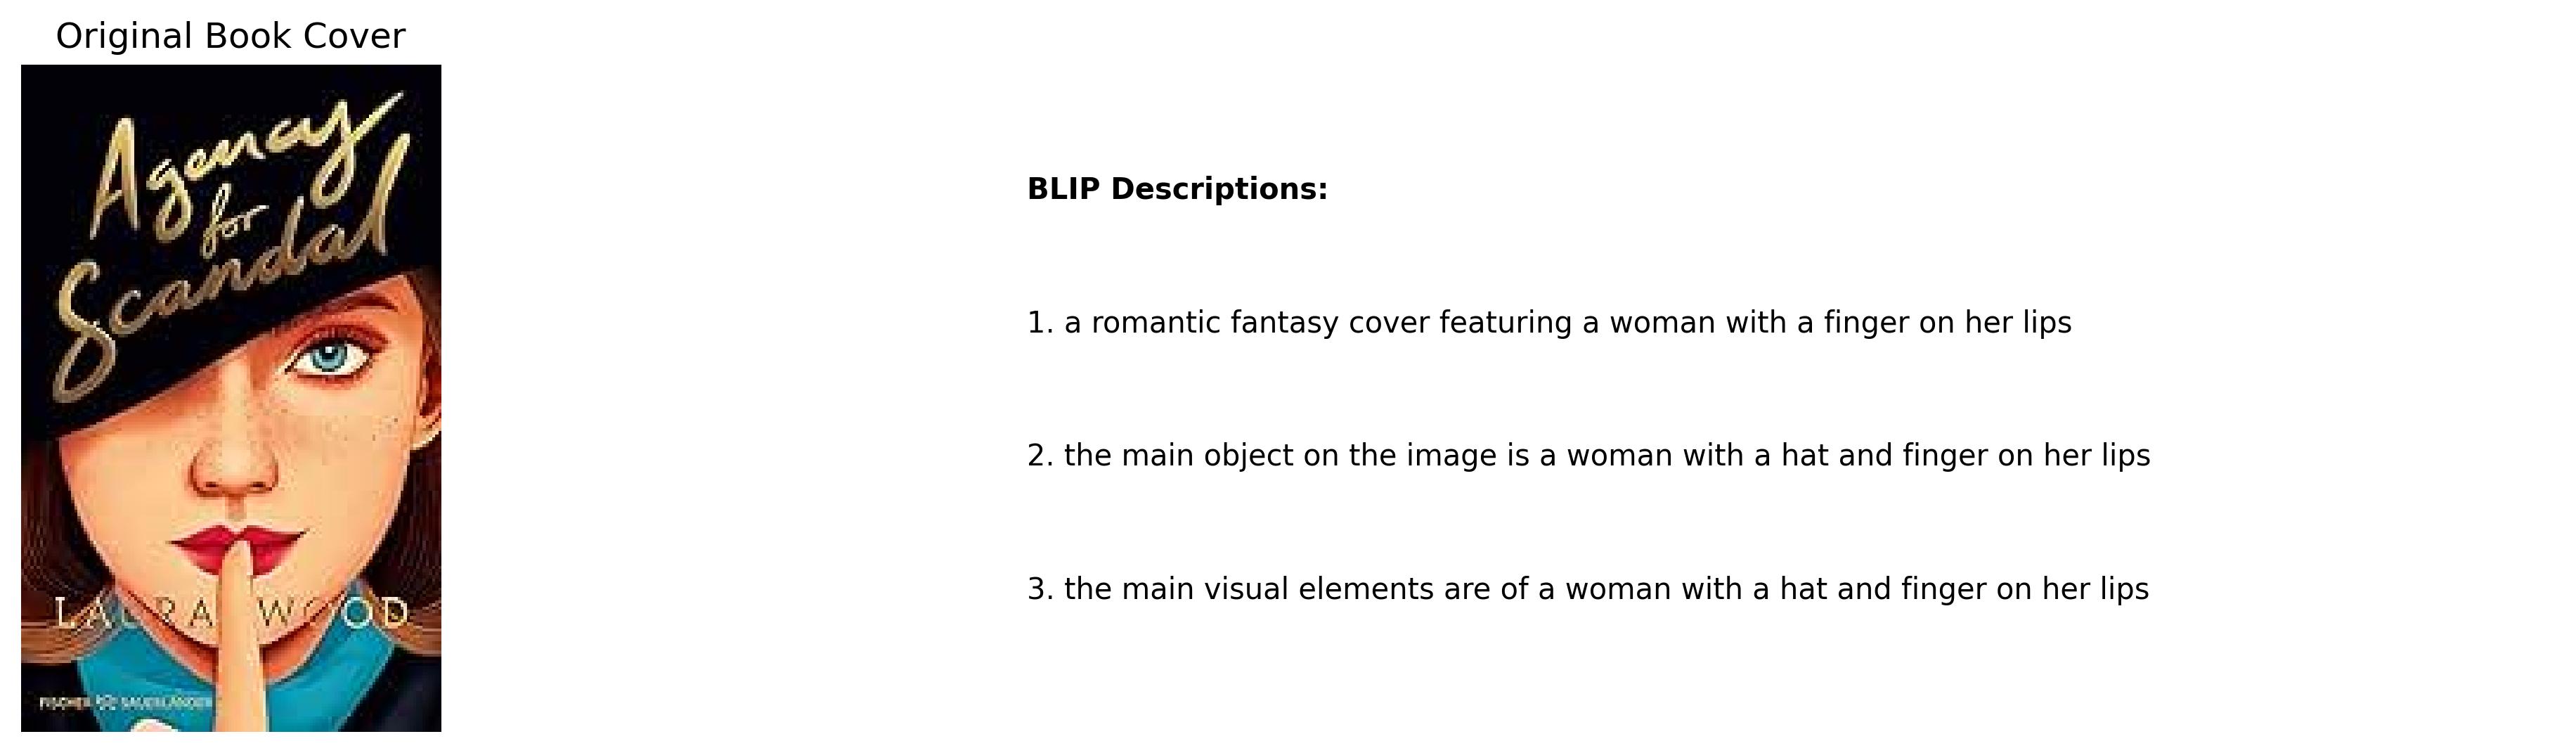 Original Book Cover
Agency
for
Scandal
LAURA WOOD
FISCHER SAUERLÄNDER
BLIP Descriptions:
1. a romantic fantasy cover featuring a woman with a finger on her lips
2. the main object on the image is a woman with a hat and finger on her lips
3. the main visual elements are of a woman with a hat and finger on her lips